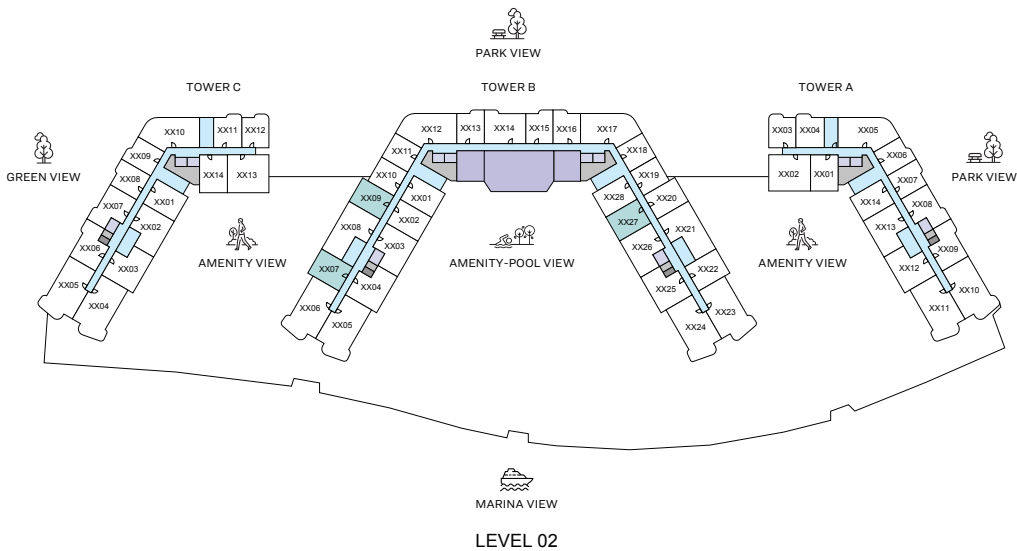 PARK VIEW
TOWER C
TOWER B
TOWER A
XX10
XX11
XX12
XX09
XX08
XX07
XX06
XX05
XX04
XX03
XX02
XX01
XX14
XX13
XX12
XX13
XX14
XX15
XX16
XX17
XX11
XX10
XX09
XX08
XX07
XX06
XX05
XX04
XX03
XX02
XX01
XX18
XX19
XX20
XX21
XX22
XX23
XX24
XX25
XX26
XX27
XX28
XX03
XX04
XX05
XX02
XX01
XX06
XX07
XX08
XX09
XX10
XX11
XX12
XX13
XX14
GREEN VIEW
PARK VIEW
AMENITY VIEW
AMENITY-POOL VIEW
AMENITY VIEW
MARINA VIEW
LEVEL 02